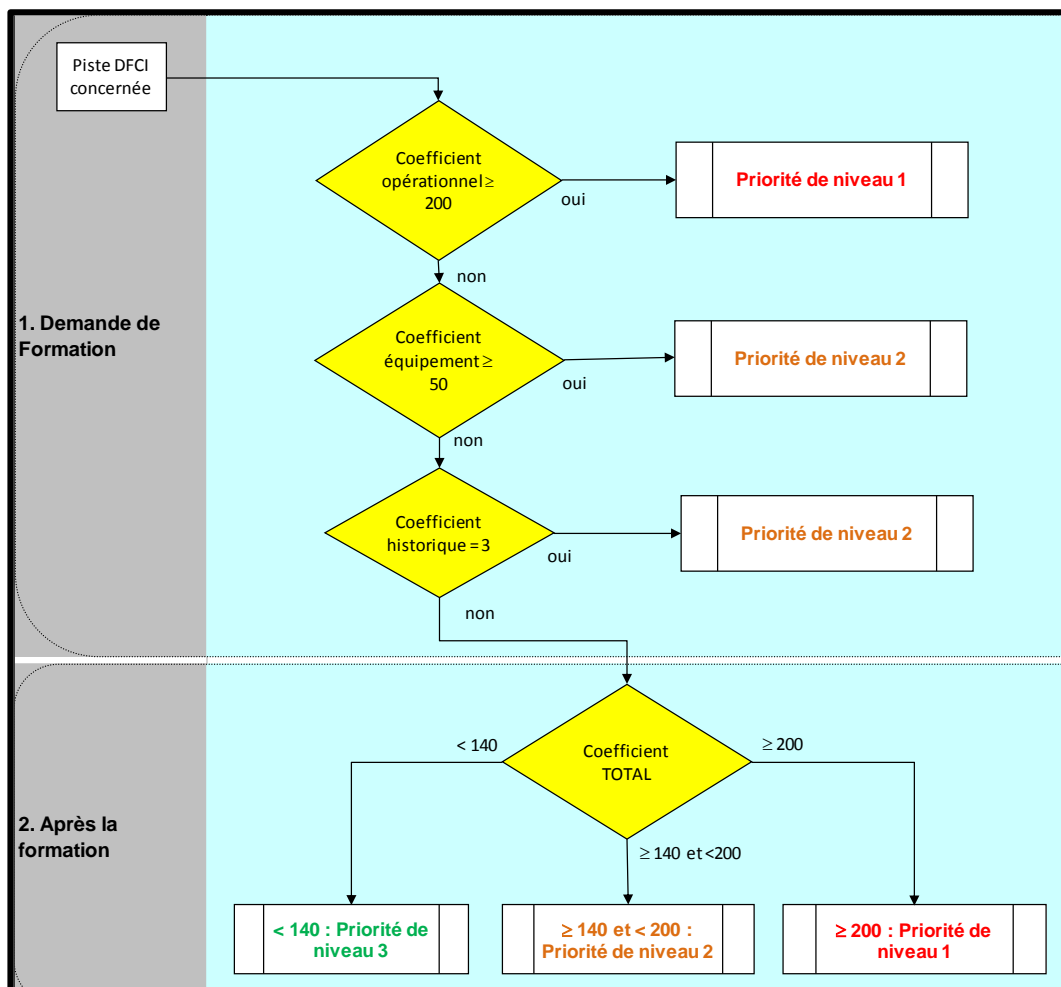 Piste DFCI
concernée
Coefficient
opérationnel ≥
200
oui
Priorité de niveau 1
non
1. Demande de
Formation
Coefficient
équipement ≥
50
oui
Priorité de niveau 2
non
Coefficient
historique = 3
oui
Priorité de niveau 2
non
< 140
Coefficient
TOTAL
≥ 200
2. Après la
formation
≥ 140 et <200
< 140 : Priorité de
niveau 3
≥ 140 et < 200 :
Priorité de niveau 2
≥ 200 : Priorité de
niveau 1